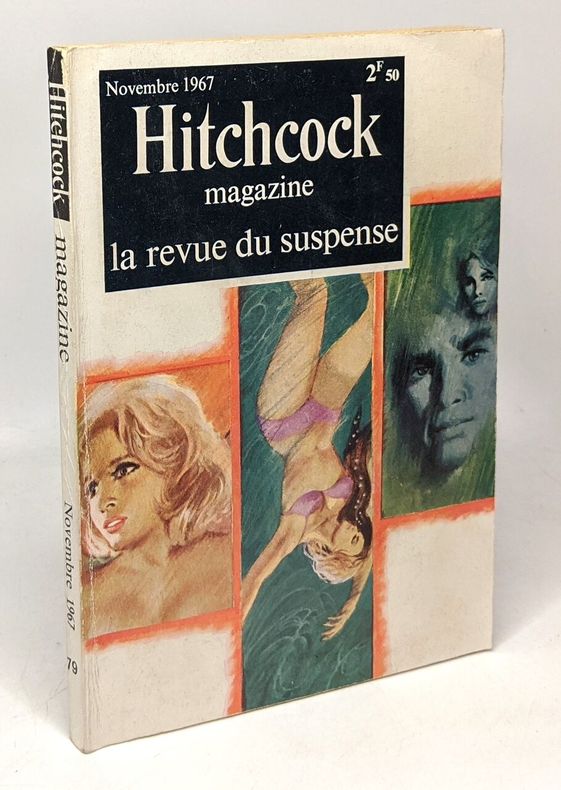 Novembre 1967
2F 50
Hitchcock
magazine
la revue du suspense
Hitchcock magazine
Novembre 1967
79